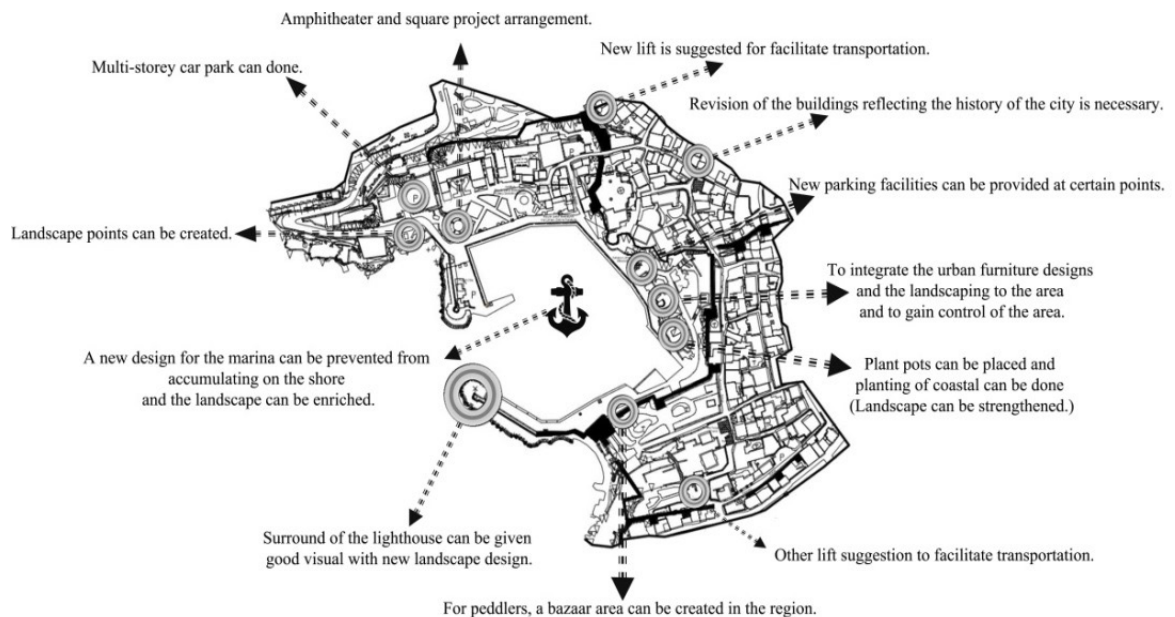 Amphitheater and square project arrangement.
New lift is suggested for facilitate transportation.
Multi-storey car park can done.
Revision of the buildings reflecting the history of the city is necessary.
New parking facilities can be provided at certain points.
Landscape points can be created.
To integrate the urban furniture designs
and the landscaping to the area
and to gain control of the area.
A new design for the marina can be prevented from
accumulating on the shore
and the landscape can be enriched.
Plant pots can be placed and
planting of coastal can be done
(Landscape can be strengthened.)
Surround of the lighthouse can be given
good visual with new landscape design.
Other lift suggestion to facilitate transportation.
For peddlers, a bazaar area can be created in the region.
P
P
P
P